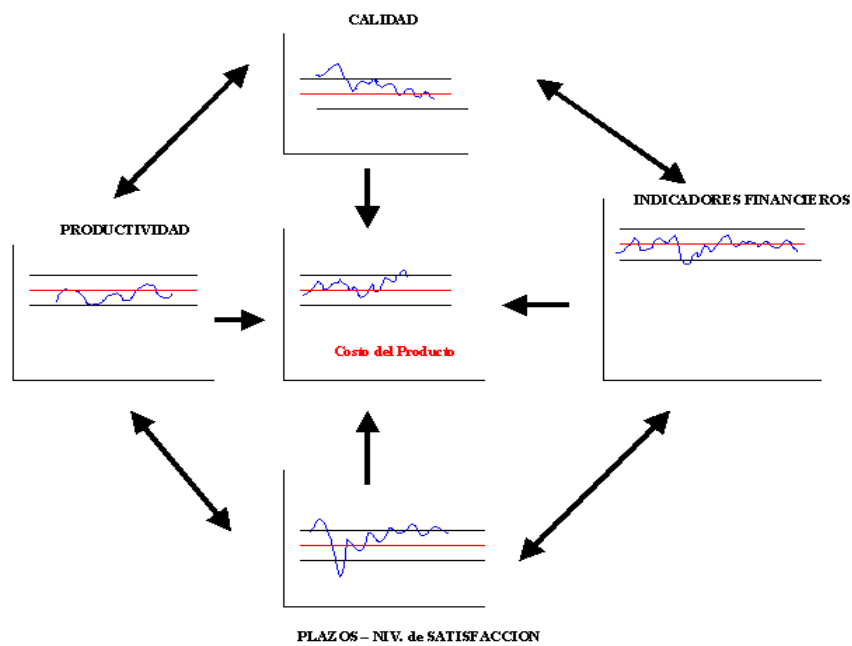 CALIDAD
INDICADORES FINANCIEROS
PRODUCTIVIDAD
Costo del Producto
PLAZOS – NIV. de SATISFACCION